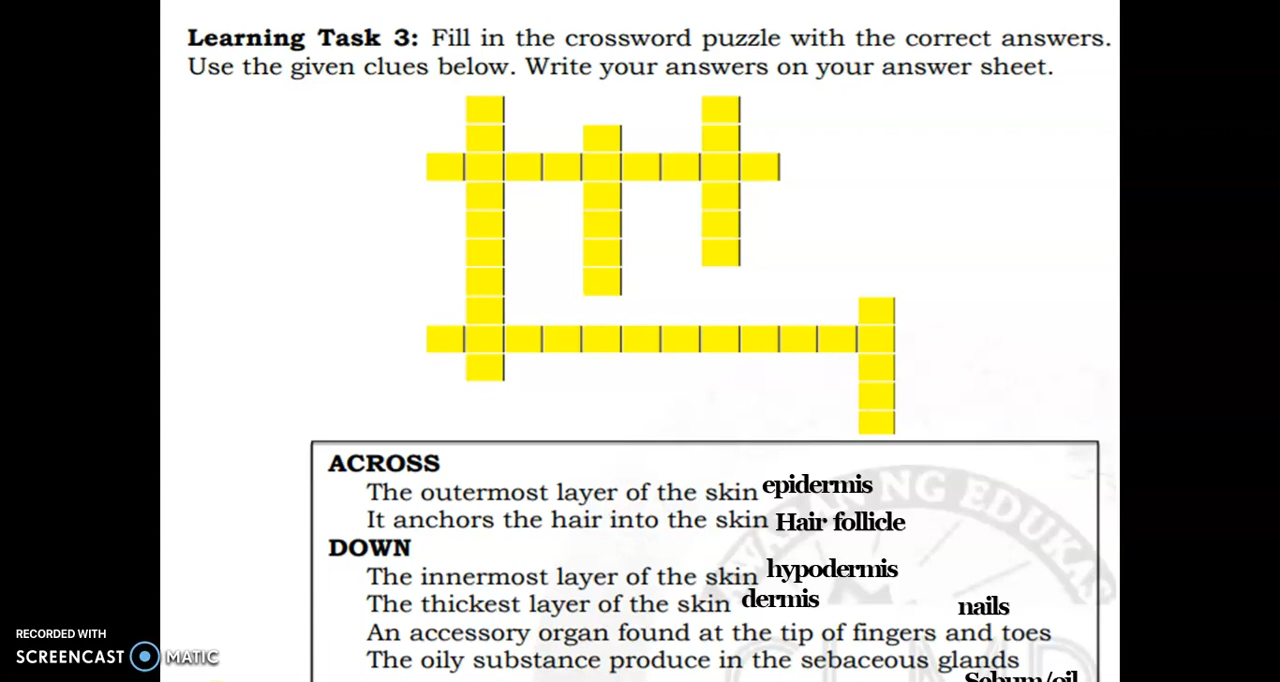 Learning Task 3: Fill in the crossword puzzle with the correct answers.
Use the given clues below. Write your answers on your answer sheet.
ACROSS
The outermost layer of the skin epidermis
It anchors the hair into the skin Hair follicle
DOWN
The innermost layer of the skin hypodermis
The thickest layer of the skin dermis
nails
An accessory organ found at the tip of fingers and toes
The oily substance produce in the sebaceous glands
Sebum/oil
RECORDED WITH
SCREENCAST MATIC